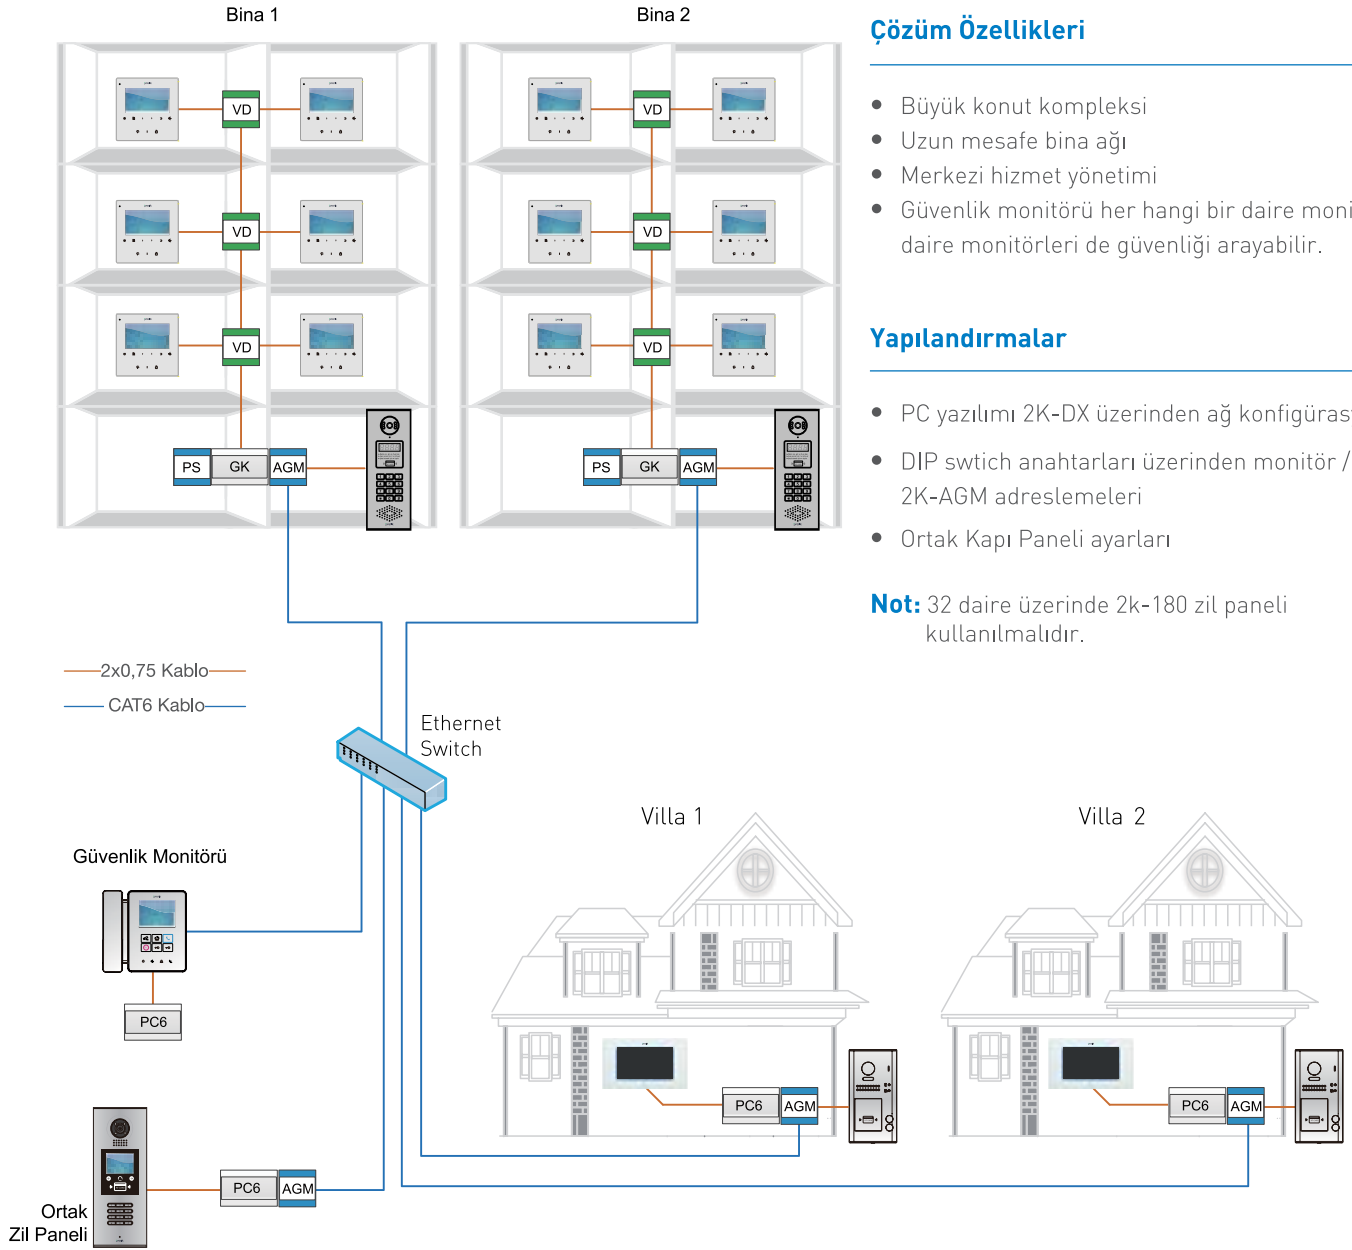 Bina 1
Bina 2
VD
VD
VD
VD
VD
VD
PS
GK
AGM
PS
GK
AGM
Çözüm Özellikleri
• Büyük konut kompleksi
• Uzun mesafe bina ağı
• Merkezi hizmet yönetimi
• Güvenlik monitörü her hangi bir daire moni
daire monitörleri de güvenliği arayabilir.
Yapılandırmalar
• PC yazılımı 2K-DX üzerinden ağ konfigüras
• DIP swtich anahtarları üzerinden monitör /
2K-AGM adreslemeleri
• Ortak Kapı Paneli ayarları
Not: 32 daire üzerinde 2k-180 zil paneli
kullanılmalıdır.
2x0,75 Kablo
CAT6 Kablo
Ethernet
Switch
Güvenlik Monitörü
PC6
Ortak
Zil Paneli
PC6
AGM
Villa 1
PC6
AGM
Villa 2
PC6
AGM